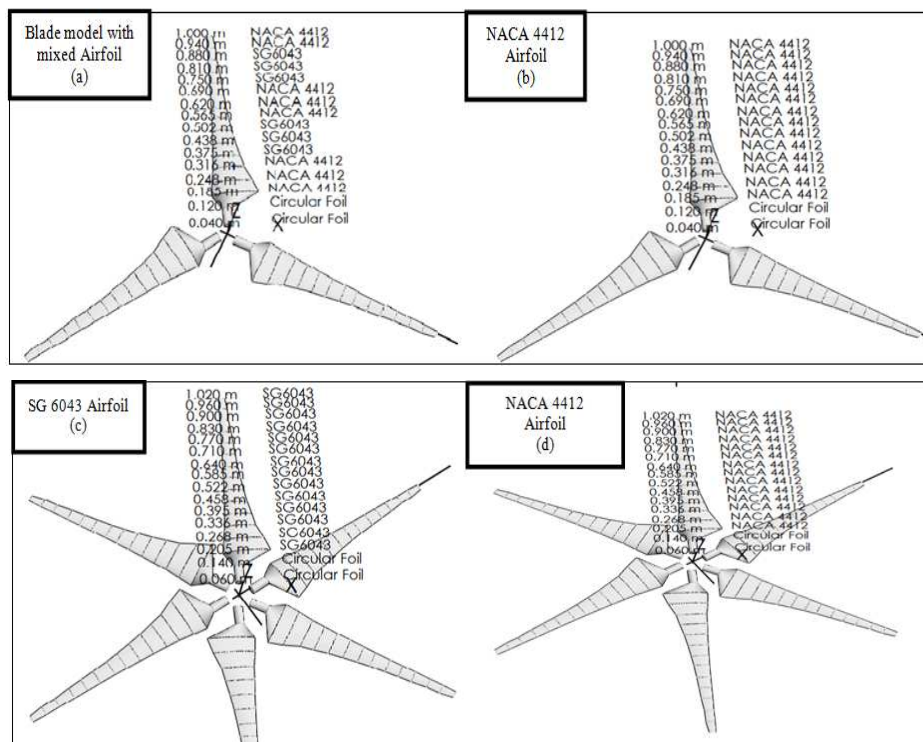 Blade model with
mixed Airfoil
(a)
1.000 m NACA 4412
0.940 m NACA 4412
0.880 m SG6043
0.810 m SG6043
0.750 m SG6043
0.690 m NACA 4412
0.620 m NACA 4412
0.565 m NACA 4412
0.502 m SG6043
0.438 m SG6043
0.375 m SG6043
0.316 m NACA 4412
0.248 m NACA 4412
0.185 m NACA 4412
0.120 m Circular Foil
0.040 m Circular Foil
Z
X
NACA 4412
Airfoil
(b)
1.000 m NACA 4412
0.940 m NACA 4412
0.880 m NACA 4412
0.810 m NACA 4412
0.750 m NACA 4412
0.690 m NACA 4412
0.620 m NACA 4412
0.565 m NACA 4412
0.502 m NACA 4412
0.438 m NACA 4412
0.375 m NACA 4412
0.316 m NACA 4412
0.248 m NACA 4412
0.185 m NACA 4412
0.120 m Circular Foil
0.040 m Circular Foil
Z
X
SG 6043 Airfoil
(c)
1.020 m SG6043
0.960 m SG6043
0.900 m SG6043
0.830 m SG6043
0.770 m SG6043
0.710 m SG6043
0.640 m SG6043
0.585 m SG6043
0.522 m SG6043
0.458 m SG6043
0.395 m SG6043
0.336 m SG6043
0.268 m SG6043
0.205 m SG6043
0.140 m Circular Foil
0.060 m Circular Foil
Z
X
NACA 4412
Airfoil
(d)
1.020 m NACA 4412
0.960 m NACA 4412
0.900 m NACA 4412
0.830 m NACA 4412
0.770 m NACA 4412
0.710 m NACA 4412
0.640 m NACA 4412
0.585 m NACA 4412
0.522 m NACA 4412
0.458 m NACA 4412
0.395 m NACA 4412
0.336 m NACA 4412
0.268 m NACA 4412
0.205 m NACA 4412
0.140 m Circular Foil
0.060 m Circular Foil
Z
X